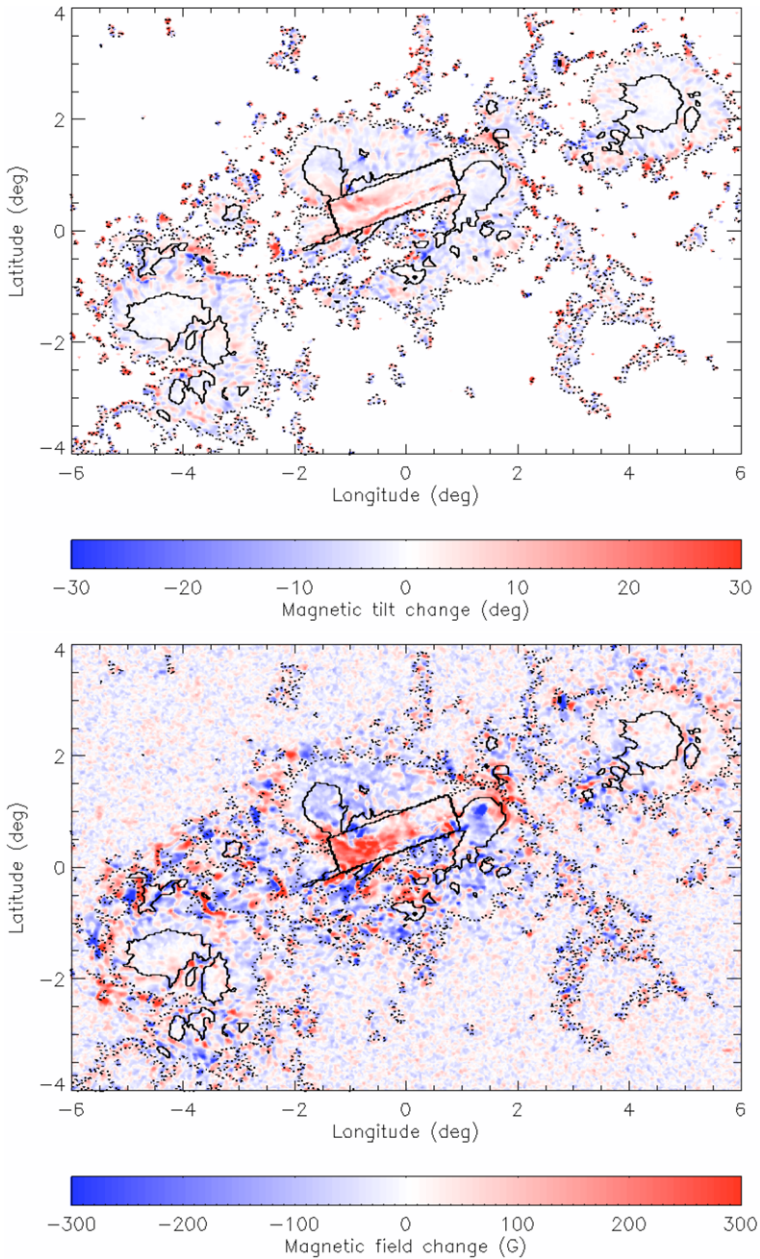 4
2
0
−2
−4
Latitude (deg)
−6 −4 −2 0 2 4 6
Longitude (deg)
−30 −20 −10 0 10 20 30
Magnetic tilt change (deg)
4
2
0
−2
−4
Latitude (deg)
−6 −4 −2 0 2 4 6
Longitude (deg)
−300 −200 −100 0 100 200 300
Magnetic field change (G)